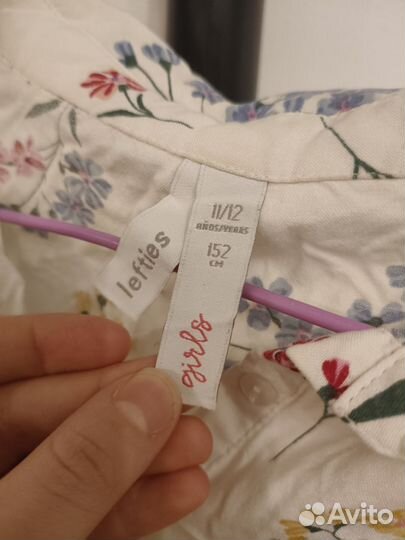 lefties
11/12
AÑOS/YEARS
152
CM
girls
Avito